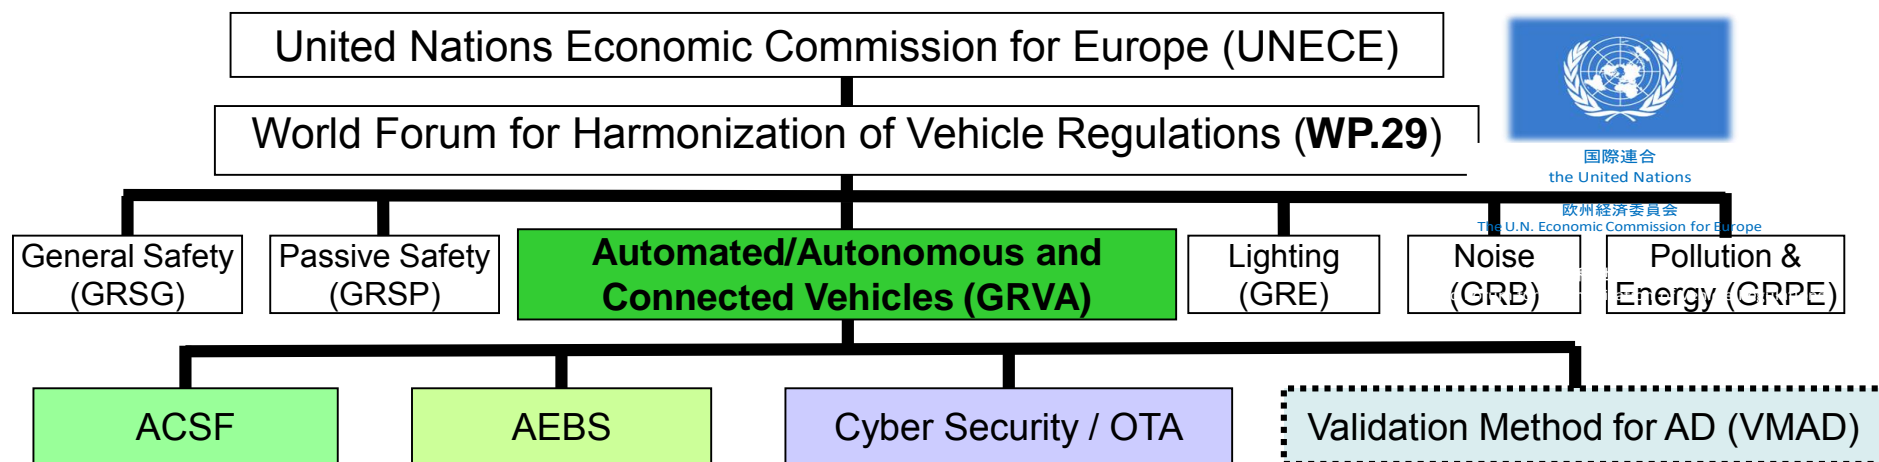 United Nations Economic Commission for Europe (UNECE)
World Forum for Harmonization of Vehicle Regulations (WP.29)
国際連合
the United Nations
欧州経済委員会
The U.N. Economic Commission for Europe
General Safety
(GRSG)
Passive Safety
(GRSP)
Automated/Autonomous and
Connected Vehicles (GRVA)
Lighting
(GRE)
Noise
(GRB)
Pollution &
Energy (GRPE)
ACSF
AEBS
Cyber Security / OTA
Validation Method for AD (VMAD)